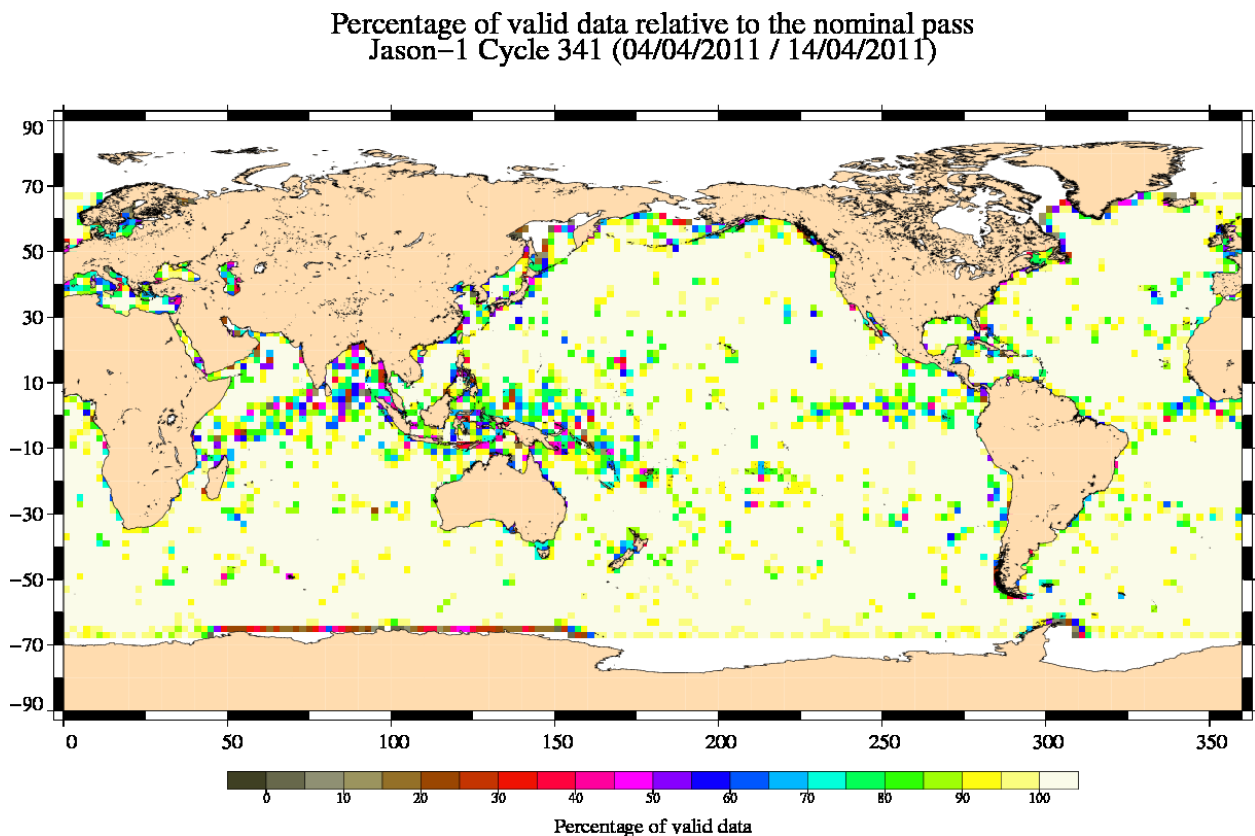 Percentage of valid data relative to the nominal pass
Jason−1 Cycle 341 (04/04/2011 / 14/04/2011)
90
70
50
30
10
−10
−30
−50
−70
−90
0 50 100 150 200 250 300 350
0 10 20 30 40 50 60 70 80 90 100
Percentage of valid data